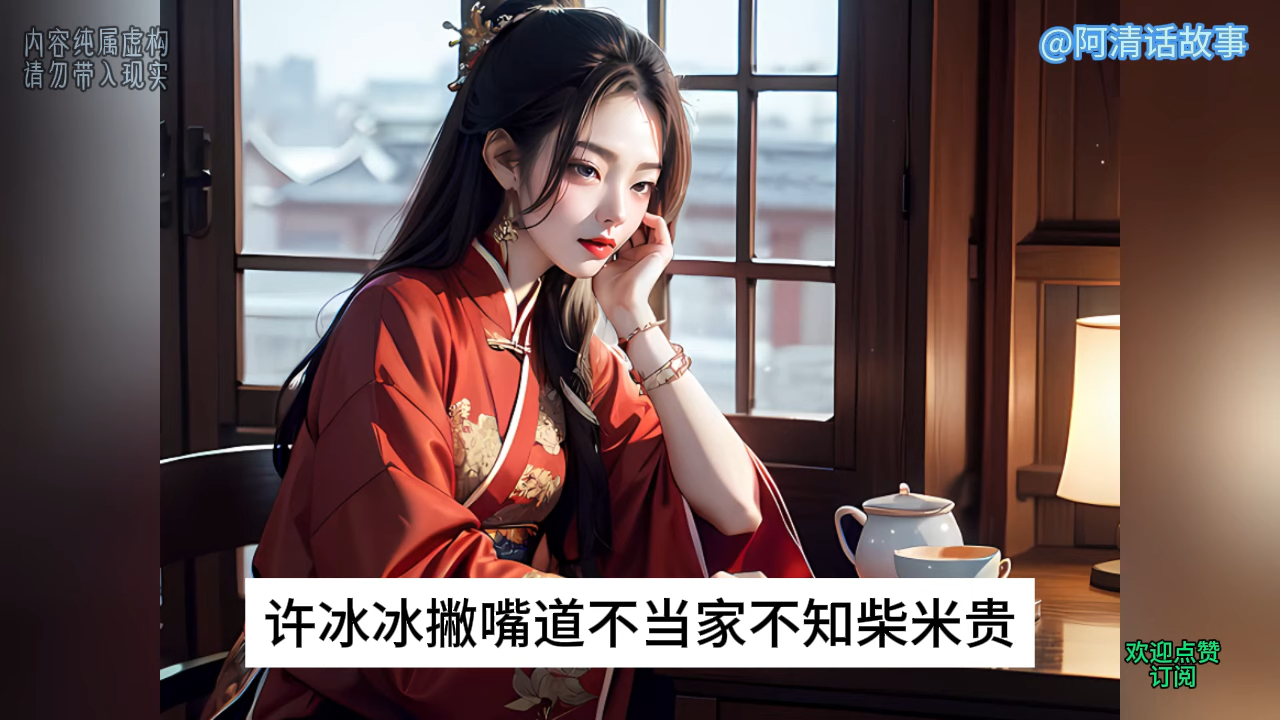 内容纯属虚构
请勿带入现实
@阿清话故事
许冰冰撇嘴道不当家不知柴米贵
欢迎点赞
订阅